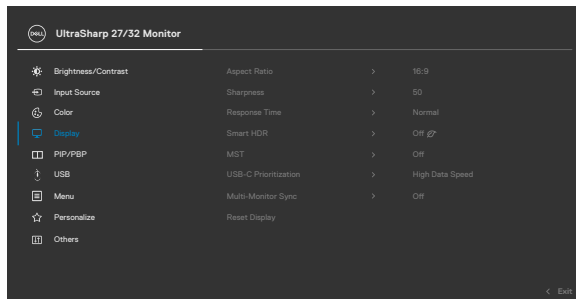 DELL UltraSharp 27/32 Monitor
Brightness/Contrast Aspect Ratio > 16:9
Input Source Sharpness > 50
Color Response Time > Normal
Display Smart HDR > Off
PIP/PBP MST > Off
USB USB-C Prioritization > High Data Speed
Menu Multi-Monitor Sync > Off
Personalize Reset Display
Others
< Exit